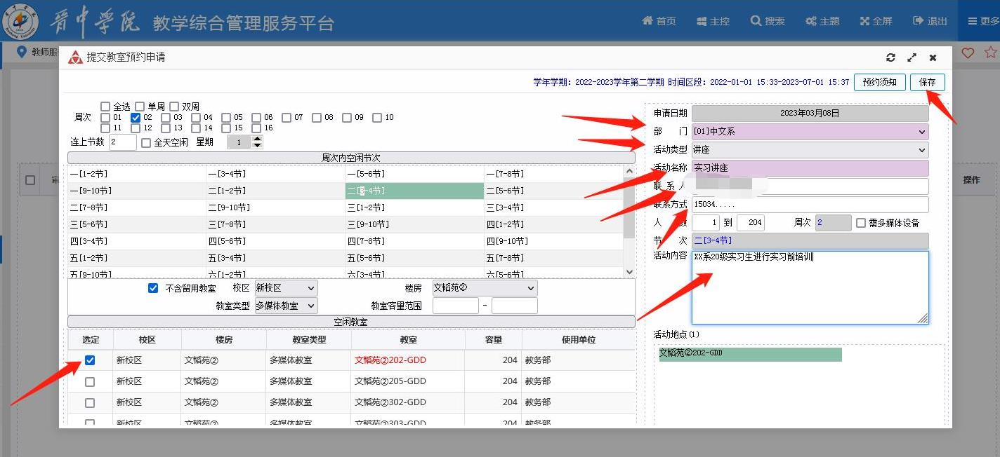 晋中学院 教学综合管理服务平台 首页 主控 搜索 主题 全屏 退出 更多
教师服
提交教室预约申请
学年学期: 2022-2023学年第二学期 时间区段: 2022-01-01 15:33-2023-07-01 15:37 预约须知 保存
全选 单周 双周
周次 01 02 03 04 05 06 07 08 09 10
11 12 13 14 15 16
连上节数 2 全天空闲 星期 1
周次内空闲节次
一[1-2节] 一[3-4节] 一[5-6节] 一[7-8节]
一[9-10节] 二[1-2节] 二[3-4节] 二[5-6节]
二[7-8节] 二[9-10节] 三[1-2节] 三[3-4节]
三[5-6节] 三[7-8节] 三[9-10节] 四[1-2节]
四[3-4节] 四[5-6节] 四[7-8节] 四[9-10节]
五[1-2节] 五[3-4节] 五[5-6节] 五[7-8节]
五[9-10节] 六[1-2节] 六[3-4节] 六[5-6节]
不含留用教室 校区 新校区 楼房 文韬苑②
教室类型 多媒体教室 教室容量范围 -
空闲教室
选定 校区 楼房 教室类型 教室 容量 使用单位
新校区 文韬苑② 多媒体教室 文韬苑②202-GDD 204 教务部
新校区 文韬苑② 多媒体教室 文韬苑②205-GDD 204 教务部
新校区 文韬苑② 多媒体教室 文韬苑②302-GDD 204 教务部
新校区 文韬苑② 多媒体教室 文韬苑②303-GDD 204 教务部
申请日期 2023年03月08日
部 门 [01]中文系
活动类型 讲座
活动名称 实习讲座
联 系 人
联系方式 15034.....
人 数 1 到 204 周次 2 需多媒体设备
节 次 二[3-4节]
活动内容 XX系20级实习生进行实习前培训
活动地点(1)
文韬苑②202-GDD
操作